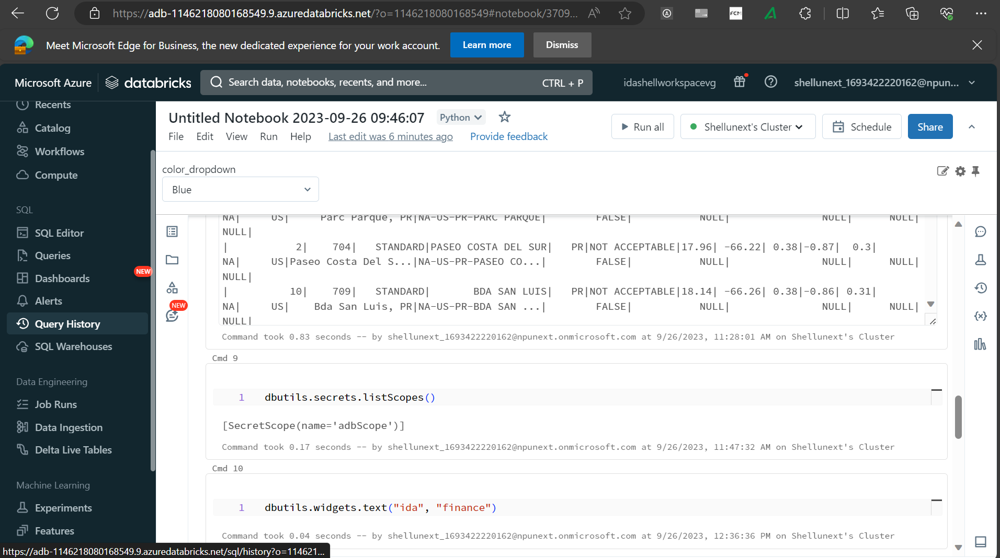 https://adb-1146218080168549.9.azuredatabricks.net/?o=1146218080168549#notebook/3709...
FCM
Meet Microsoft Edge for Business, the new dedicated experience for your work account.
Learn more
Dismiss
Microsoft Azure
databricks
Search data, notebooks, recents, and more...
CTRL + P
idashellworkspacevg
shellunext_1693422220162@npun...
Recents
Catalog
Workflows
Compute
SQL
SQL Editor
Queries
Dashboards
NEW
Alerts
Query History
SQL Warehouses
Data Engineering
Job Runs
Data Ingestion
Delta Live Tables
Machine Learning
Experiments
Features
https://adb-1146218080168549.9.azuredatabricks.net/sql/history?o=114621...
Untitled Notebook 2023-09-26 09:46:07
Python
File Edit View Run Help Last edit was 6 minutes ago Provide feedback
Run all
Shellunext's Cluster
Schedule
Share
color_dropdown
Blue
NEW
NA|     US|     Parc Parque, PR|NA-US-PR-PARC PARQUE|        FALSE|           NULL|               NULL|      NULL|
NULL|
|           2|    704|   STANDARD|PASEO COSTA DEL SUR|   PR|NOT ACCEPTABLE|17.96| -66.22| 0.38|-0.87|  0.3|
NA|     US|Paseo Costa Del S...|NA-US-PR-PASEO CO...|        FALSE|           NULL|               NULL|      NULL|
NULL|
|          10|    709|   STANDARD|       BDA SAN LUIS|   PR|NOT ACCEPTABLE|18.14| -66.26| 0.38|-0.86| 0.31|
NA|     US|    Bda San Luis, PR|NA-US-PR-BDA SAN ...|        FALSE|           NULL|               NULL|      NULL|
NULL|
Command took 0.83 seconds -- by shellunext_1693422220162@npunext.onmicrosoft.com at 9/26/2023, 11:28:01 AM on Shellunext's Cluster
Cmd 9
1 dbutils.secrets.listScopes()
[SecretScope(name='adbScope')]
Command took 0.17 seconds -- by shellunext_1693422220162@npunext.onmicrosoft.com at 9/26/2023, 11:47:32 AM on Shellunext's Cluster
Cmd 10
1 dbutils.widgets.text("ida", "finance")
Command took 0.04 seconds -- by shellunext_1693422220162@npunext.onmicrosoft.com at 9/26/2023, 12:36:36 PM on Shellunext's Cluster